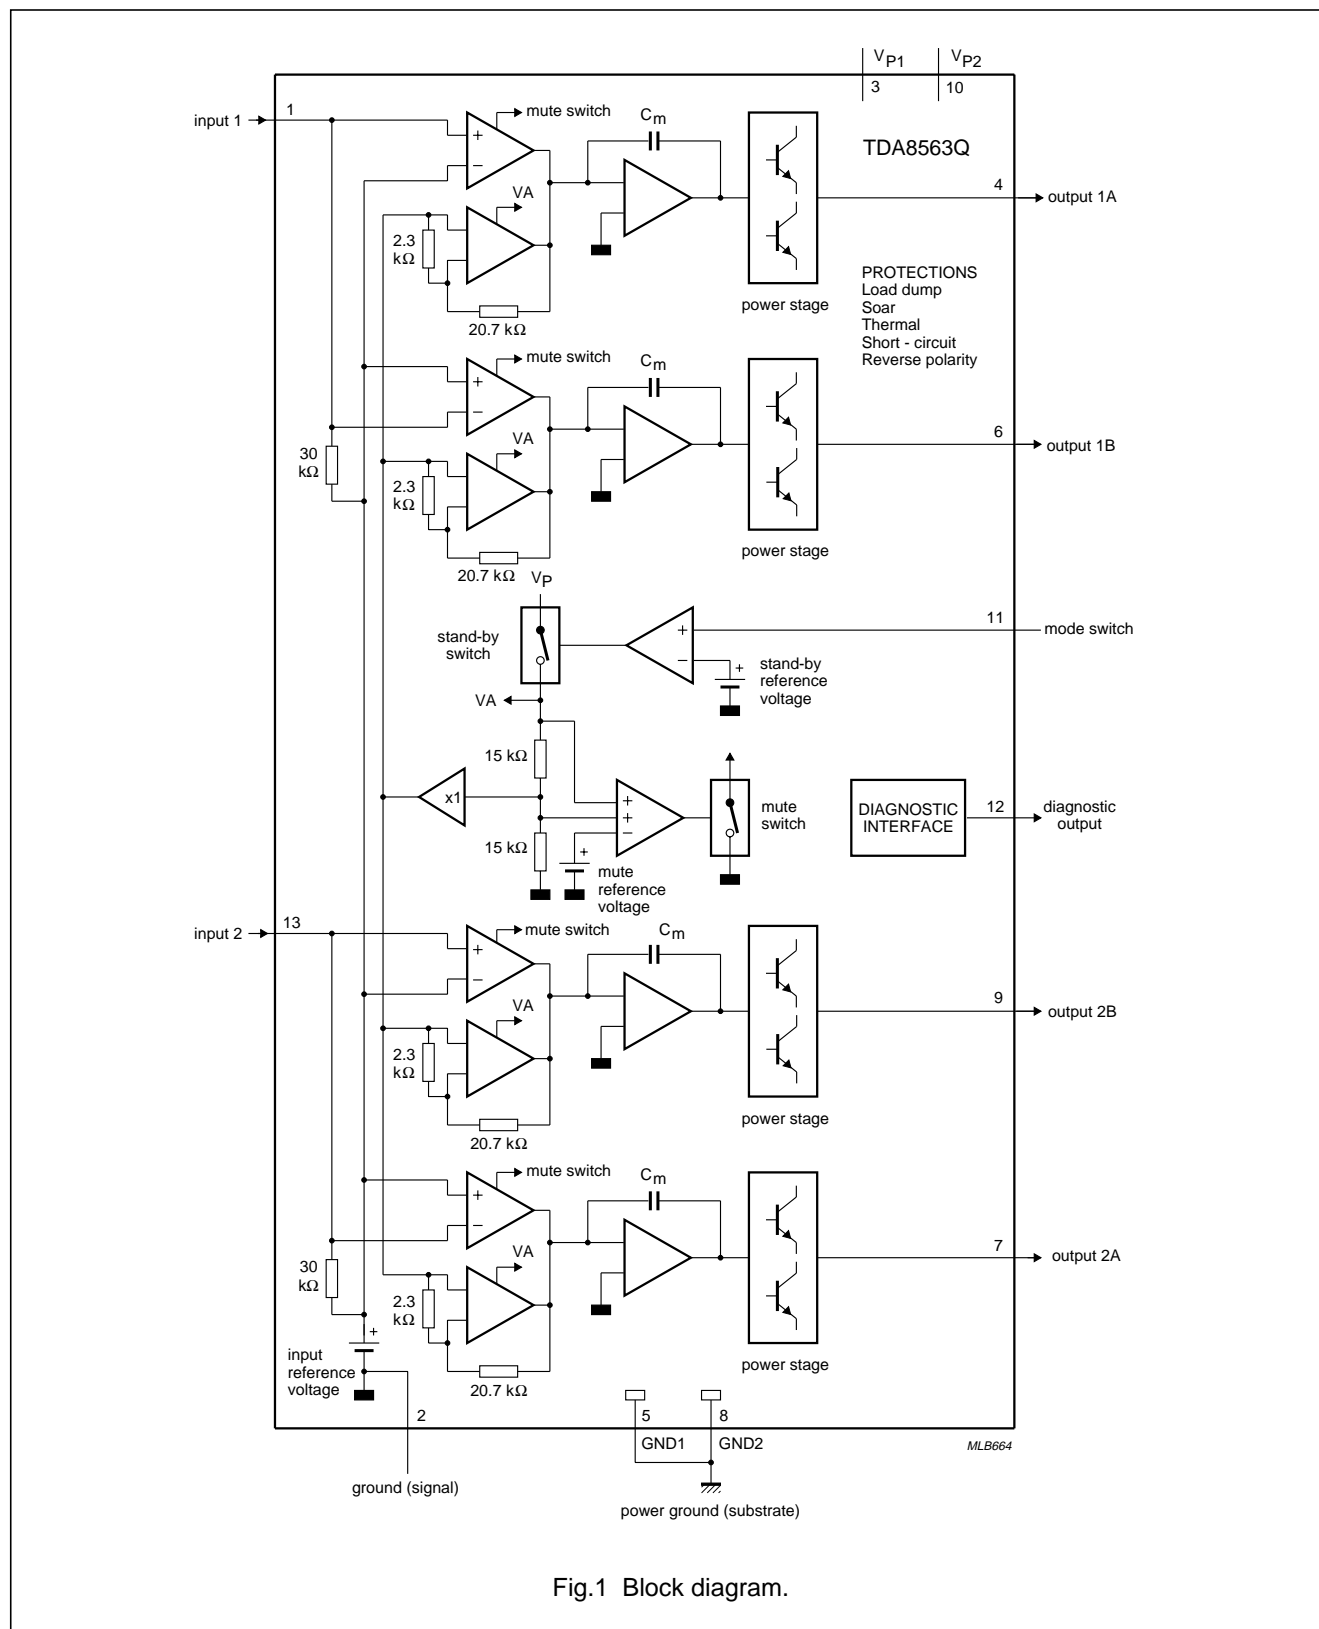 V P1 V P2
3 10
input 1 1 + − mute switch C m TDA8563Q
4 output 1A
VA
2.3 kΩ
20.7 kΩ
power stage
PROTECTIONS
Load dump
Soar
Thermal
Short - circuit
Reverse polarity
+ − mute switch C m
6 output 1B
VA
30 kΩ
2.3 kΩ
20.7 kΩ
power stage
V P
stand-by switch
+ −
11 mode switch
+ stand-by reference voltage
VA
15 kΩ
x1
+ + −
mute switch
DIAGNOSTIC INTERFACE
12 diagnostic output
15 kΩ
+ mute reference voltage
input 2 13 + − mute switch C m
9 output 2B
VA
2.3 kΩ
20.7 kΩ
power stage
+ − mute switch C m
7 output 2A
VA
30 kΩ
2.3 kΩ
20.7 kΩ
power stage
+ input reference voltage
2 5 8
GND1 GND2
MLB664
ground (signal)
power ground (substrate)
Fig.1 Block diagram.